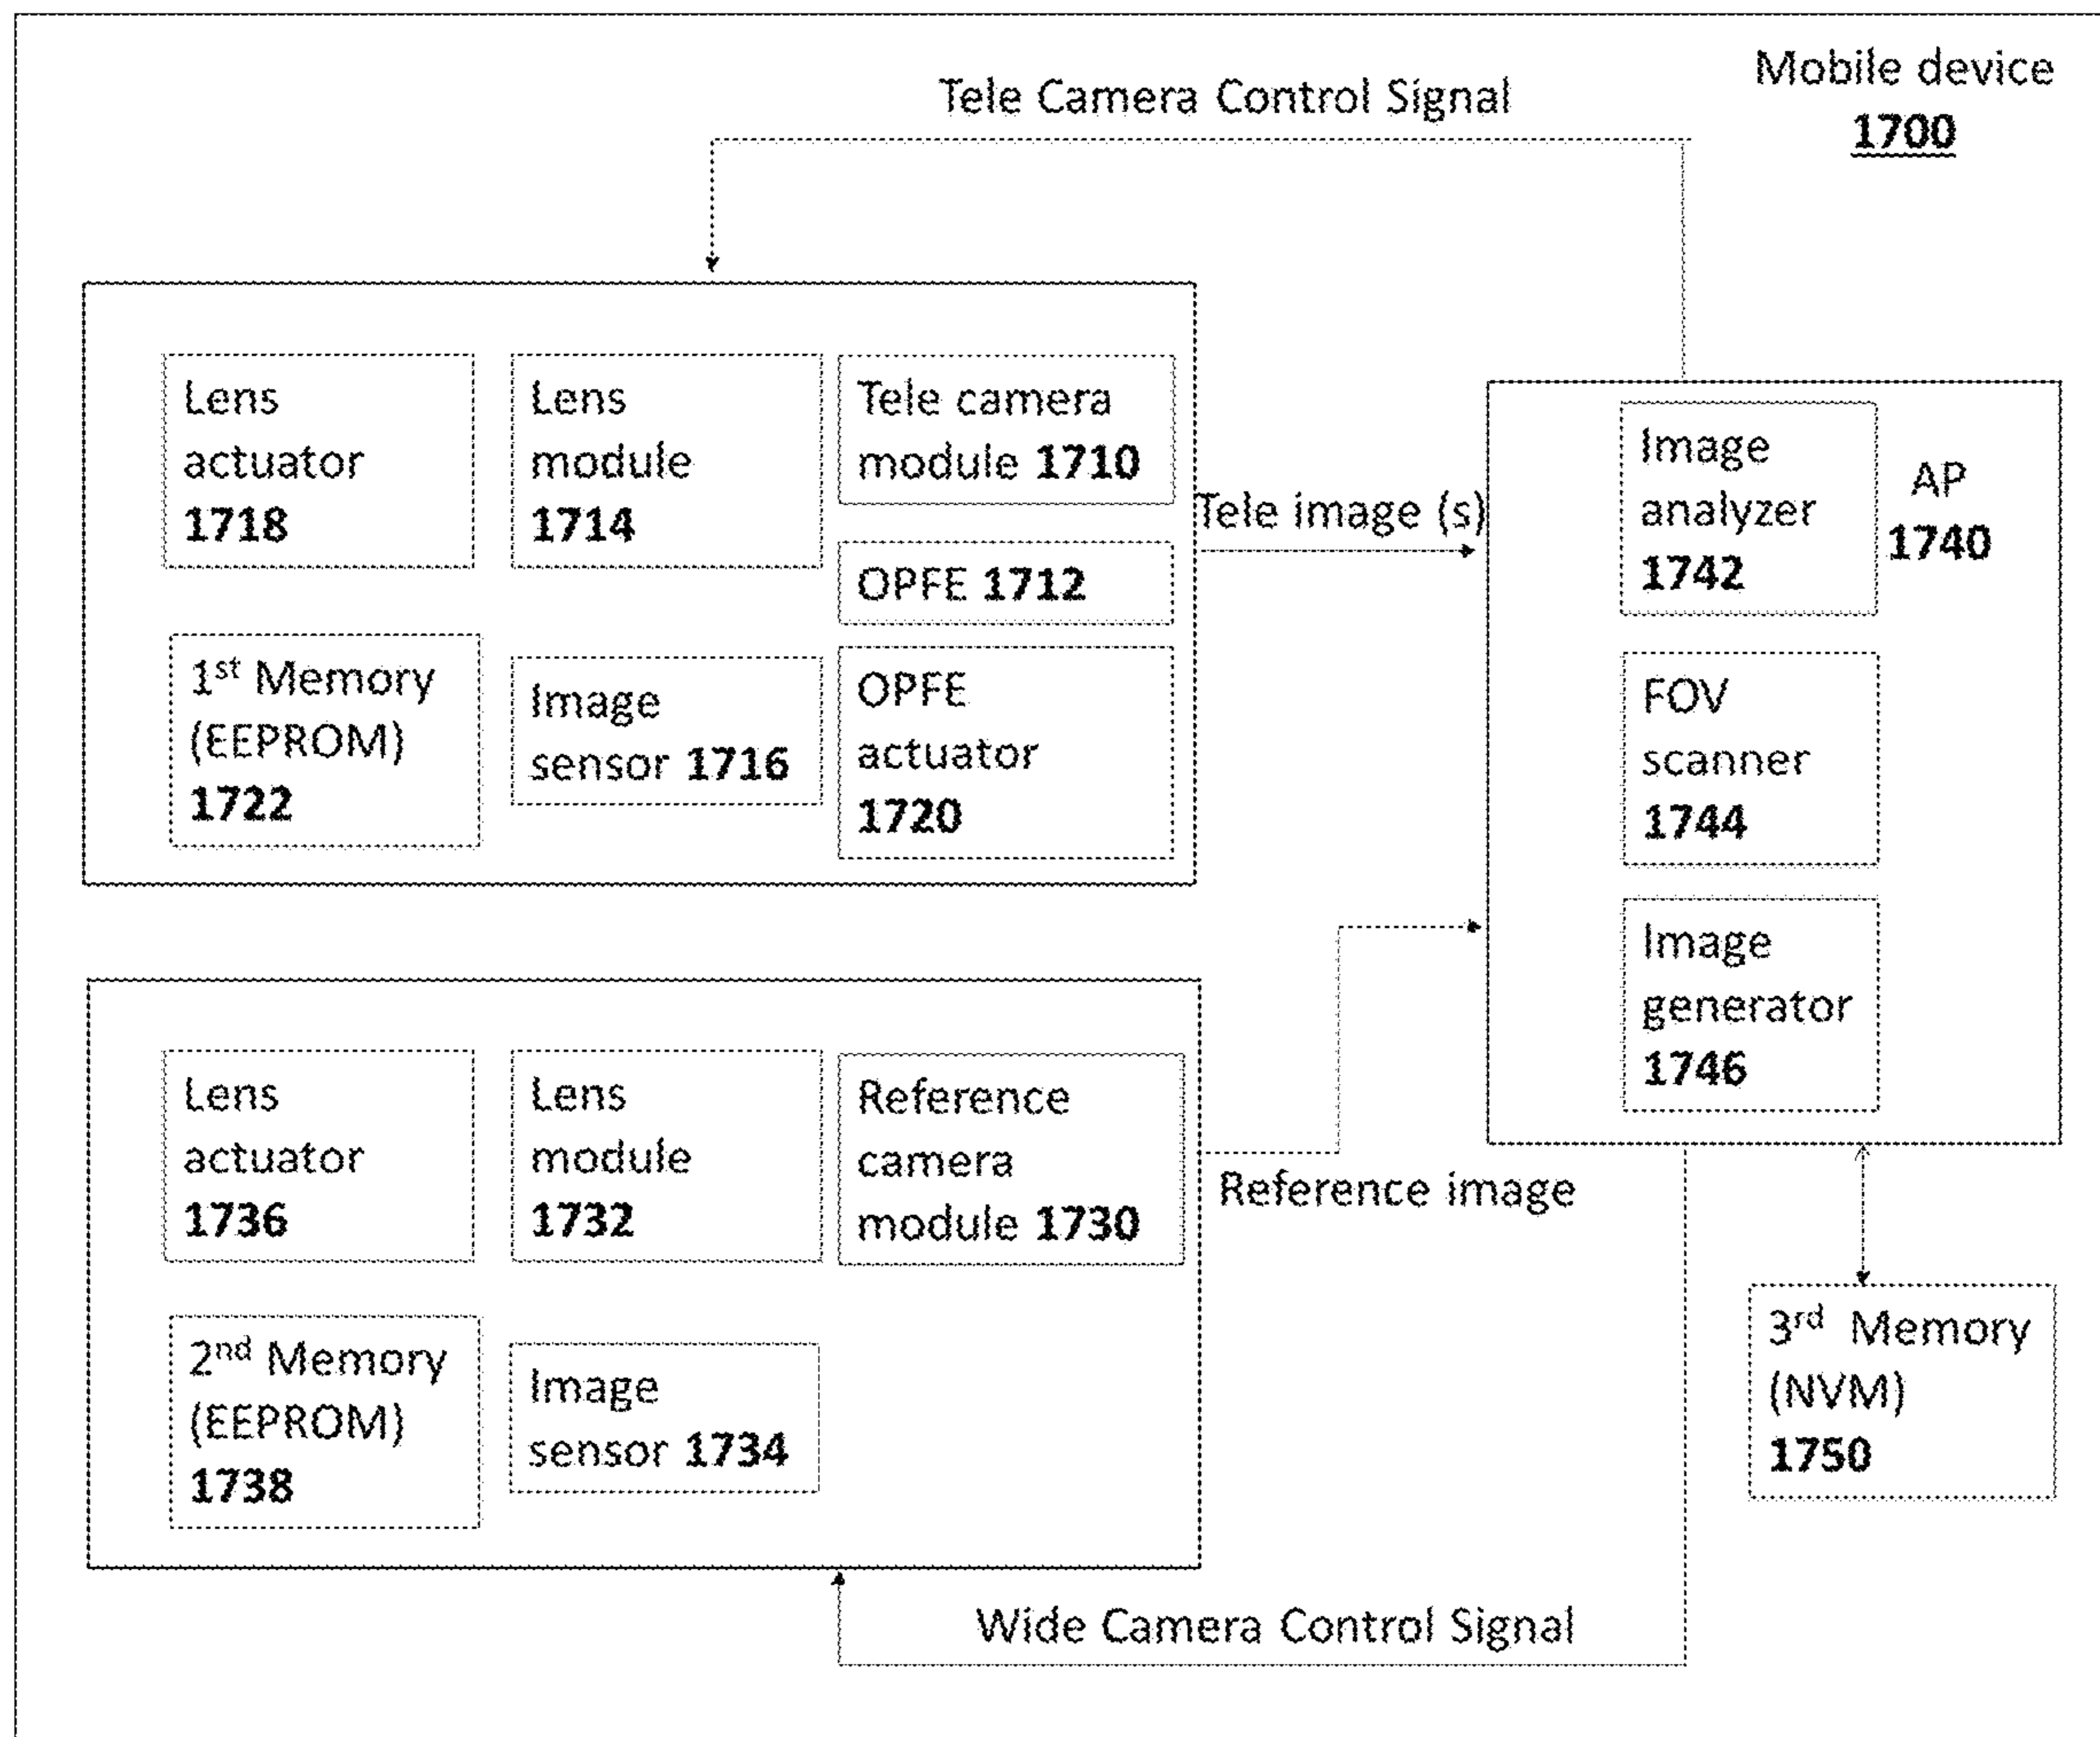 Mobile device
1700
Tele Camera Control Signal
Lens
actuator
1718
Lens
module
1714
Tele camera
module 1710
OPFE 1712
1st Memory
(EEPROM)
1722
Image
sensor 1716
OPFE
actuator
1720
Tele image (s)
Image
analyzer
1742
AP
1740
FOV
scanner
1744
Image
generator
1746
Lens
actuator
1736
Lens
module
1732
Reference
camera
module 1730
Reference image
2nd Memory
(EEPROM)
1738
Image
sensor 1734
3rd Memory
(NVM)
1750
Wide Camera Control Signal